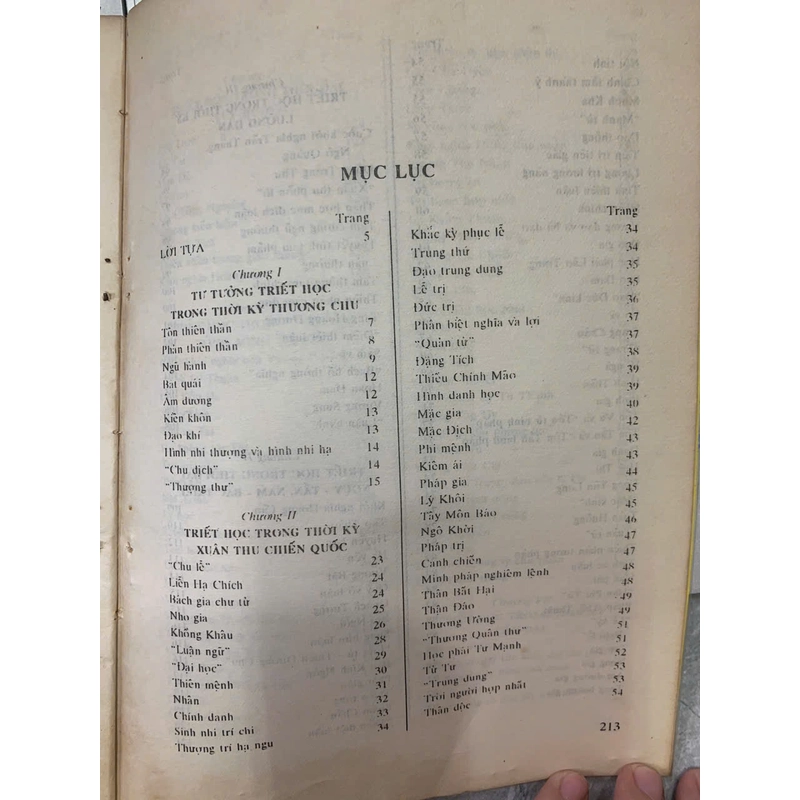 MỤC LỤC
Trang
LỜI TỰA 5
Chương I
TƯ TƯỞNG TRIẾT HỌC
TRONG THỜI KỲ THƯƠNG CHU
Tôn thiên thần 7
Phản thiên thần 8
Ngũ hành 9
Bát quái 12
Âm dương 12
Kiền khôn 13
Đạo khí 13
Hình nhi thượng và hình nhi hạ 14
“Chu dịch” 14
“Thượng thư” 15
Chương II
TRIẾT HỌC TRONG THỜI KỲ
XUÂN THU CHIẾN QUỐC
“Chu lễ” 23
Liễn Hạ Chích 24
Bách gia chư tử 24
Nho gia 25
Khổng Khâu 26
“Luận ngữ” 28
“Đại học” 29
Thiên mệnh 30
Nhân 31
Chính danh 32
Sinh nhi trí chi 33
Thượng trí hạ ngu 34
Trang
Khắc kỷ phục lễ 34
Trung thứ 34
Đạo trung dung 35
Lễ trị 35
Đức trị 36
Phân biệt nghĩa và lợi 37
“Quân tử” 37
Đặng Tích 38
Thiếu Chính Mão 39
Hình danh học 39
Mặc gia 40
Mặc Địch 42
Phi mệnh 43
Kiêm ái 43
Pháp gia 44
Lý Khôi 45
Tây Môn Báo 45
Ngô Khởi 46
Pháp trị 47
Canh chiến 47
Minh pháp nghiêm lệnh 48
Thân Bất Hại 48
Thận Đáo 49
Thương Ưởng 49
“Thương Quân thư” 51
Học phái Tư Mạnh 51
Tử Tư 52
“Trung dung” 53
Trời người hợp nhất 53
Thận độc 54
213